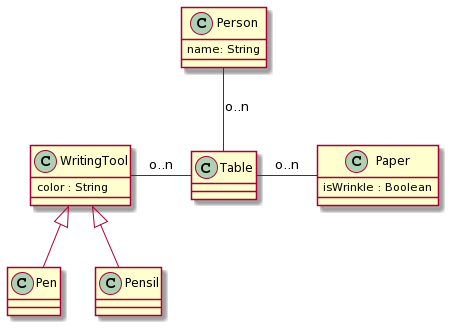 C Person
name: String
o..n
C WritingTool
color : String
o..n
C Table
o..n
C Paper
isWrinkle : Boolean
C Pen
C Pensil